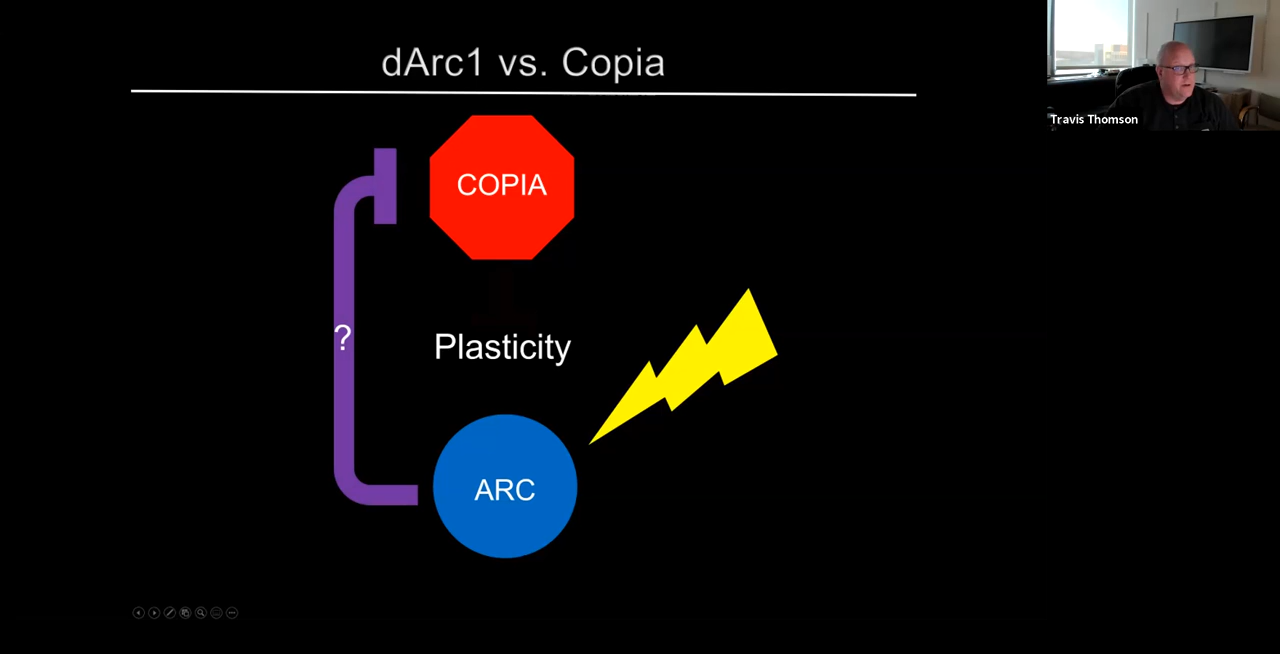 dArc1 vs. Copia
Travis Thomson
COPIA
?
Plasticity
ARC